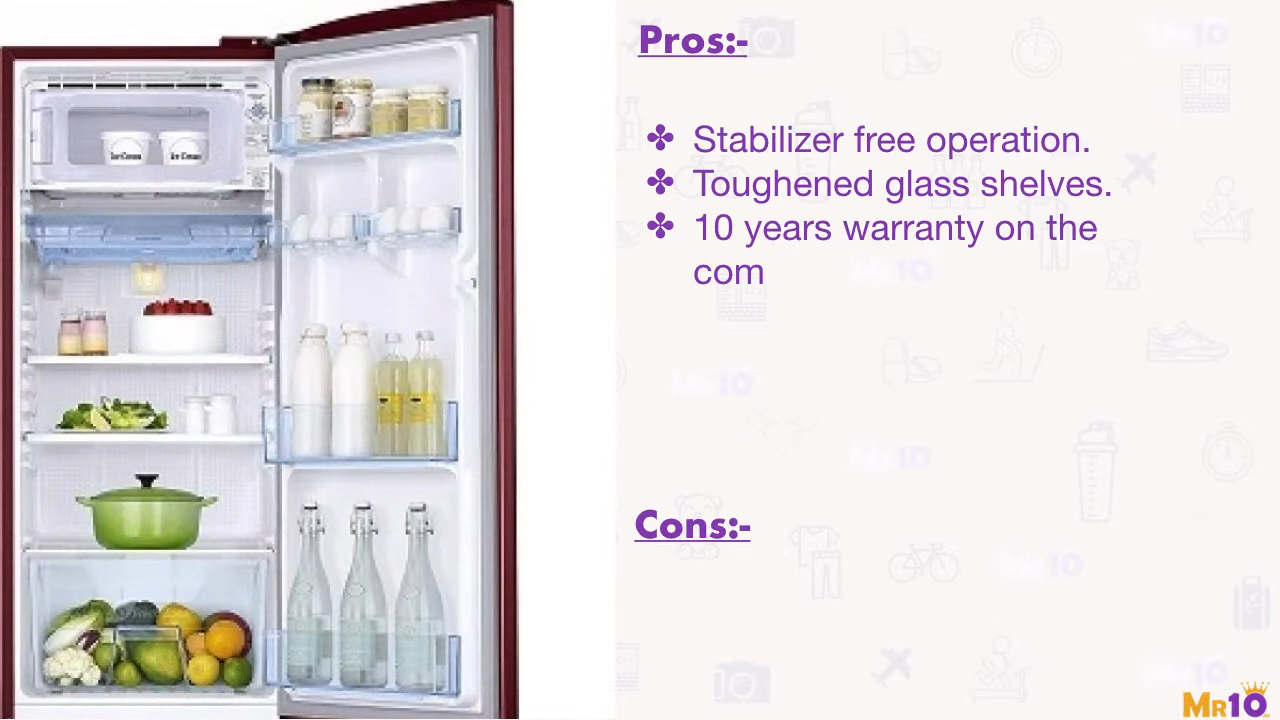 Pros:-
✤ Stabilizer free operation.
✤ Toughened glass shelves.
✤ 10 years warranty on the
com
Cons:-
Ice Cream
Ice Cream
MR10